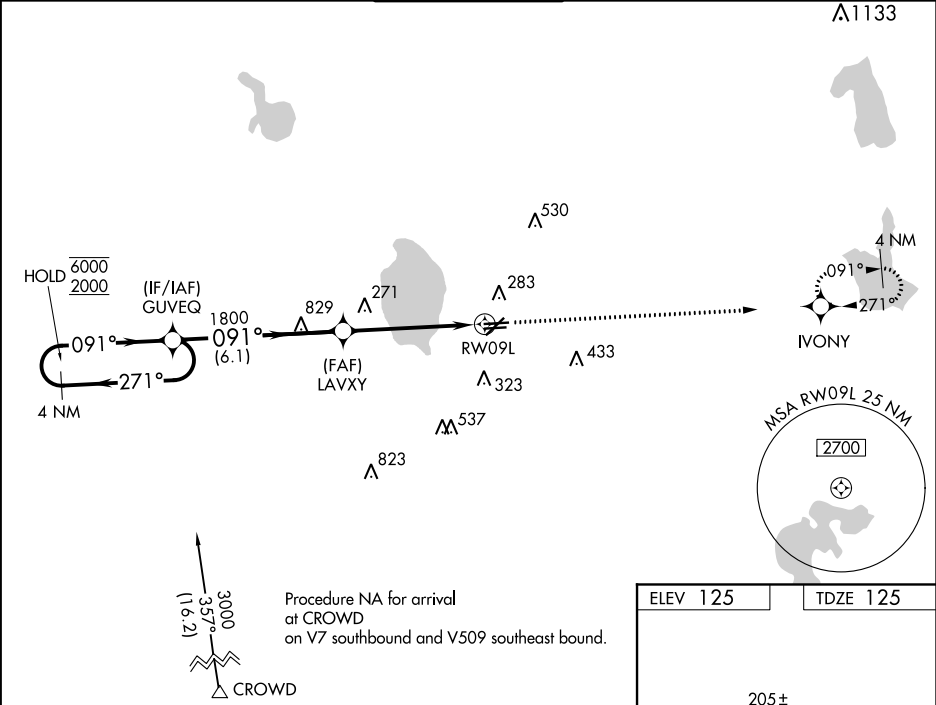 1133
530
4 NM
HOLD 6000
2000
(IF/IAF)
GUVEQ
091°
271°
283
271
829
1800
091°
091°
(6.1)
271°
4 NM
(FAF)
LAVXY
RW09L
IVONY
433
323
537
823
MSA RW09L 25 NM
2700
3000
357°
(16.2)
CROWD
Procedure NA for arrival
at CROWD
on V7 southbound and V509 southeast bound.
ELEV 125
TDZE 125
205±